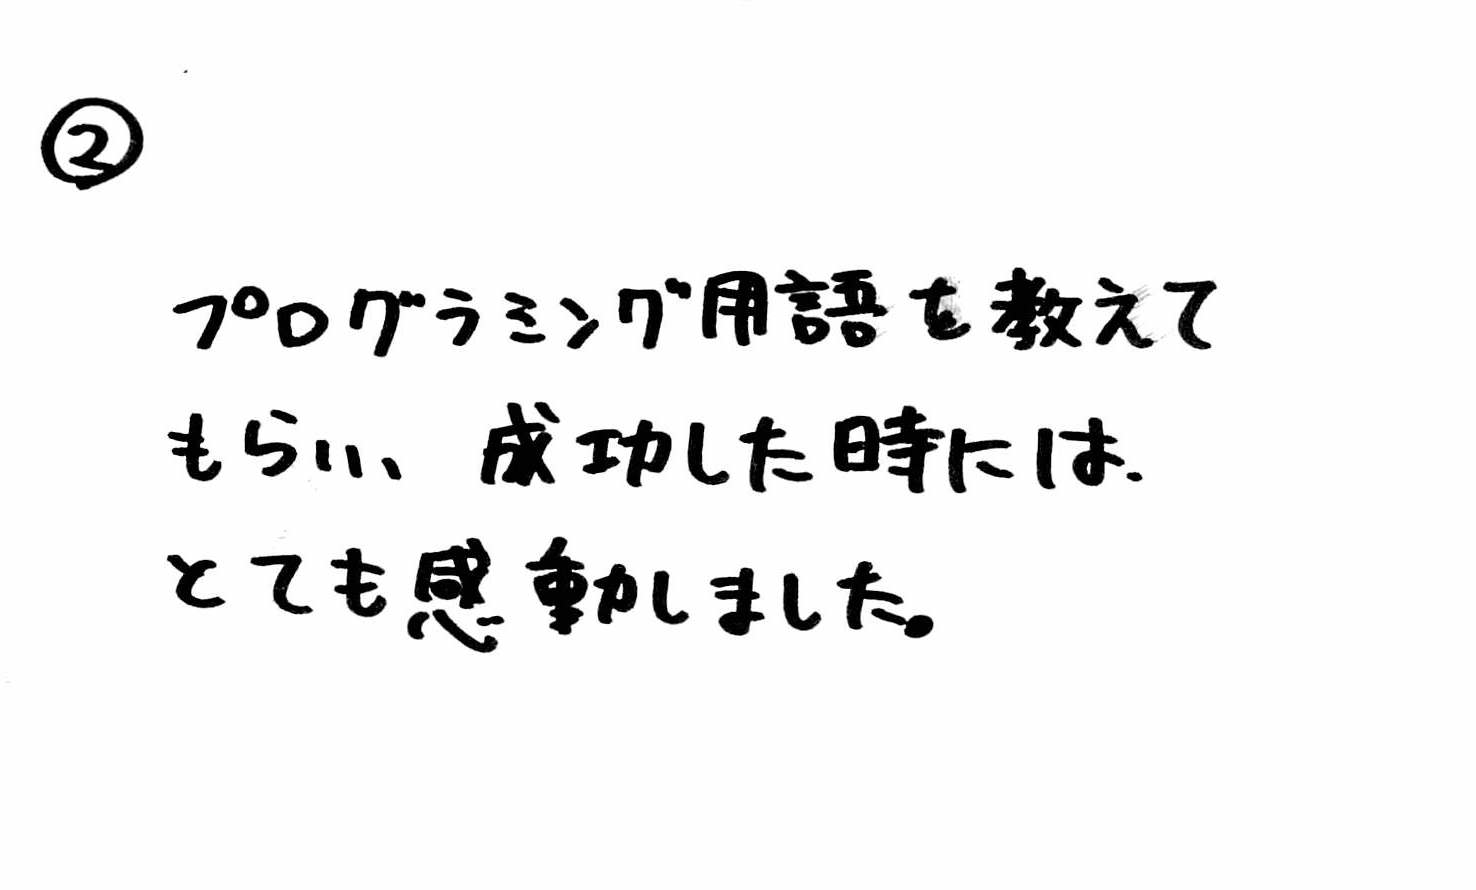 ②
プログラミング用語を教えて
もらい、成功した時には、
とても感動しました。